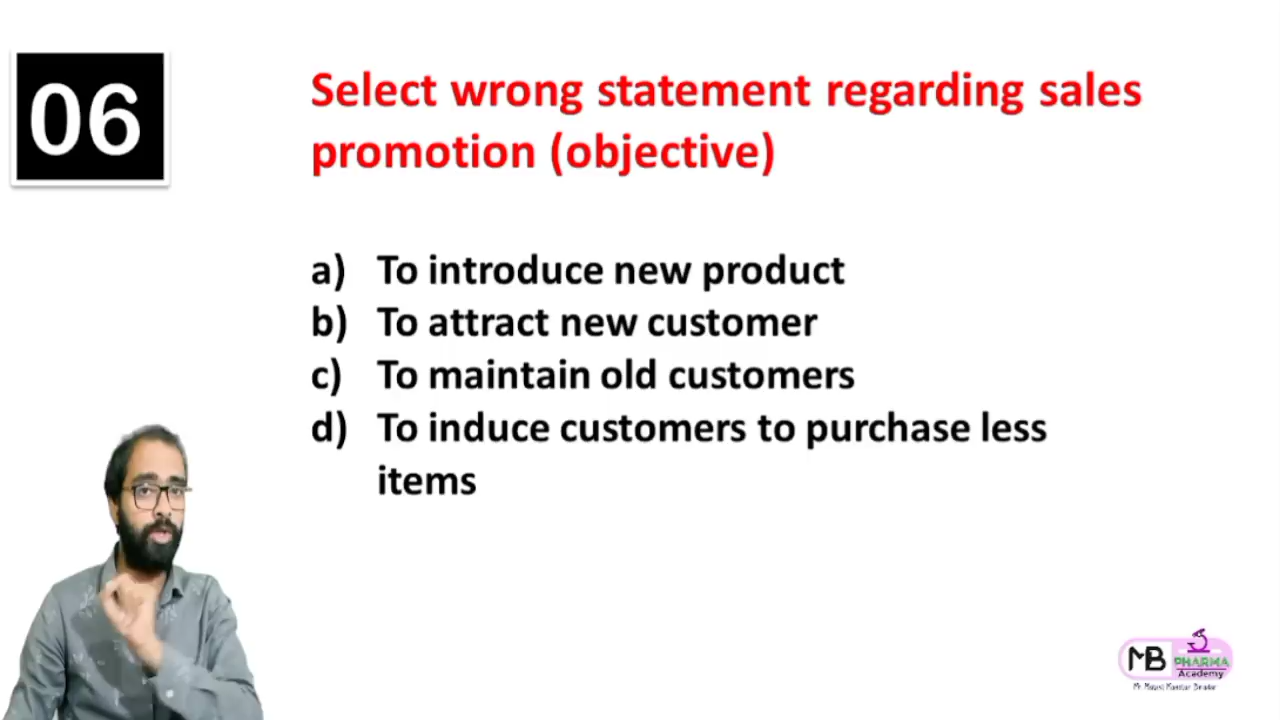 06
Select wrong statement regarding sales
promotion (objective)
a) To introduce new product
b) To attract new customer
c) To maintain old customers
d) To induce customers to purchase less
items
MB PHARMA
Academy